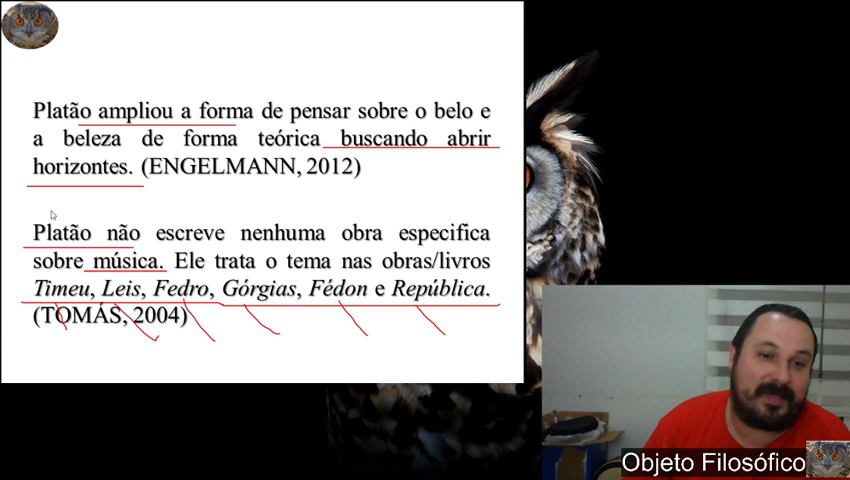 Platão ampliou a forma de pensar sobre o belo e
a beleza de forma teórica buscando abrir
horizontes. (ENGELMANN, 2012)
Platão não escreve nenhuma obra especifica
sobre música. Ele trata o tema nas obras/livros
Timeu, Leis, Fedro, Górgias, Fédon e República.
(TOMÁS, 2004)
Objeto Filosófico